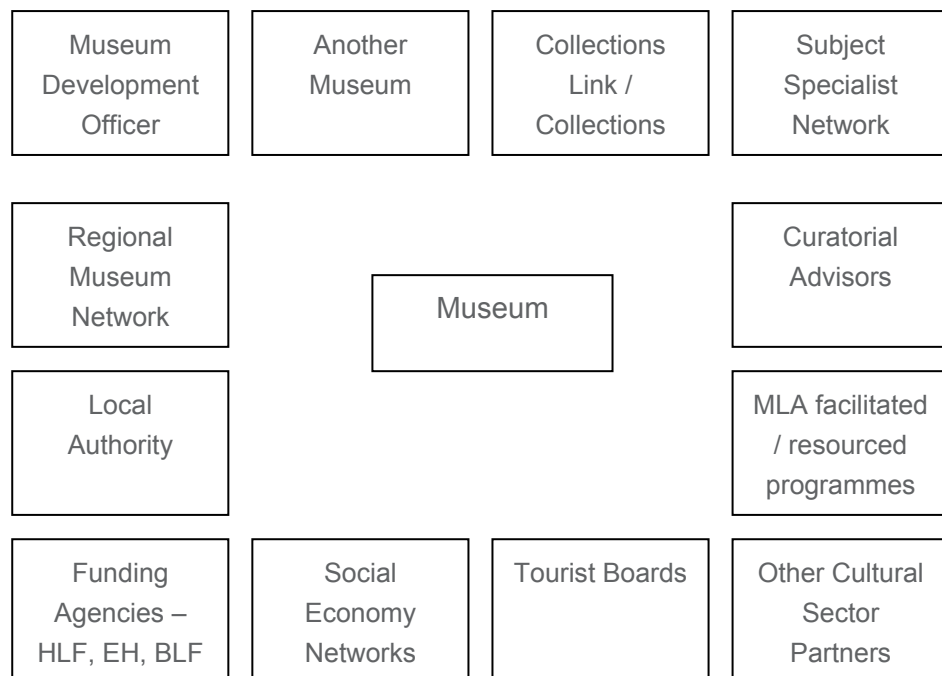 Museum
Development
Officer
Another
Museum
Collections
Link /
Collections
Subject
Specialist
Network
Regional
Museum
Network
Museum
Curatorial
Advisors
Local
Authority
MLA facilitated
/ resourced
programmes
Funding
Agencies –
HLF, EH, BLF
Social
Economy
Networks
Tourist Boards
Other Cultural
Sector
Partners